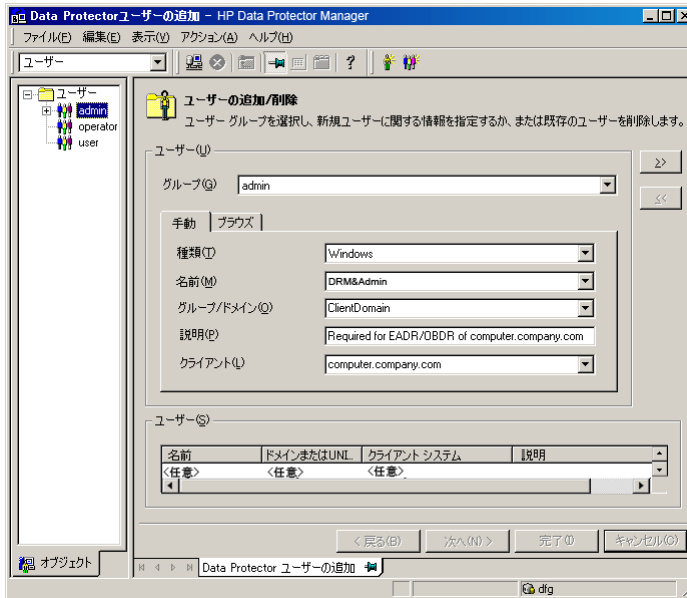 Data Protectorユーザーの追加 - HP Data Protector Manager
ファイル(F) 編集(E) 表示(V) アクション(A) ヘルプ(H)
ユーザー
ユーザー
admin
operator
user
ユーザーの追加/削除
ユーザー グループを選択し、新規ユーザーに関する情報を指定するか、または既存のユーザーを削除します。
ユーザー(U)
グループ(G) admin
>>
<<
手動 ブラウズ
種類(T) Windows
名前(M) DRM&Admin
グループ/ドメイン(O) ClientDomain
説明(P) Required for EADR/OBDR of computer.company.com
クライアント(L) computer.company.com
ユーザー(S)
名前 ドメインまたはUNI... クライアント システム 説明
<任意> <任意> <任意>
< 戻る(B) 次へ(N) > 完了(I) キャンセル(C)
オブジェクト
Data Protector ユーザーの追加
dfg